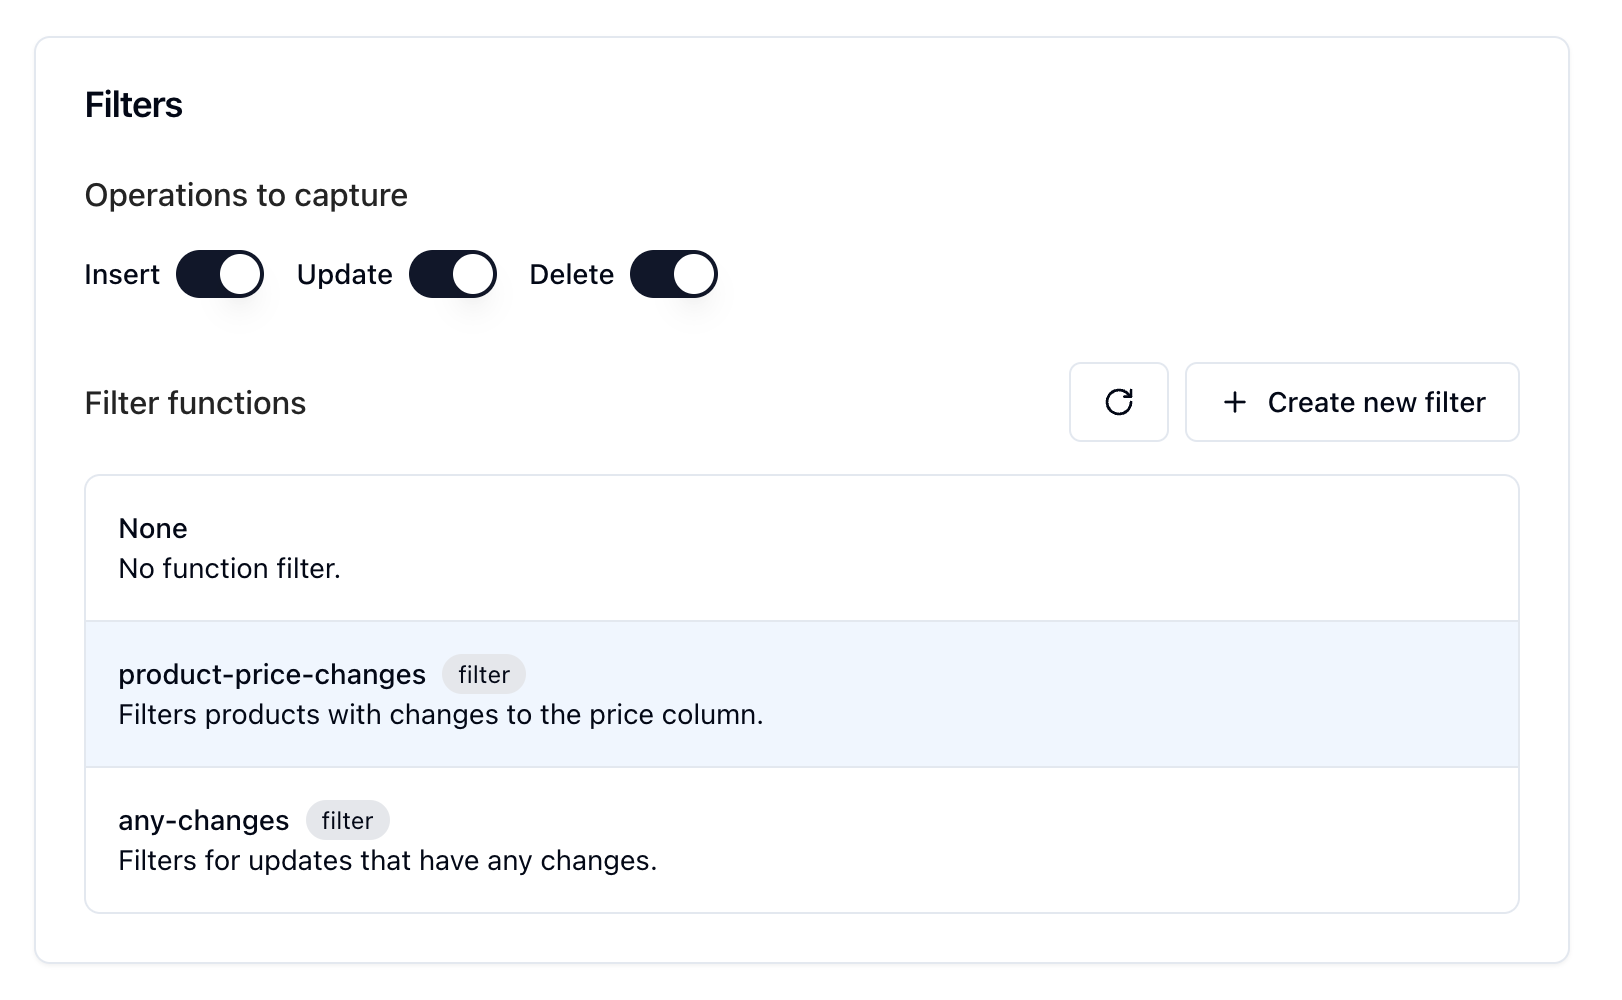 Filters
Operations to capture
Insert Update Delete
Filter functions Create new filter
None
No function filter.
product-price-changes filter
Filters products with changes to the price column.
any-changes filter
Filters for updates that have any changes.